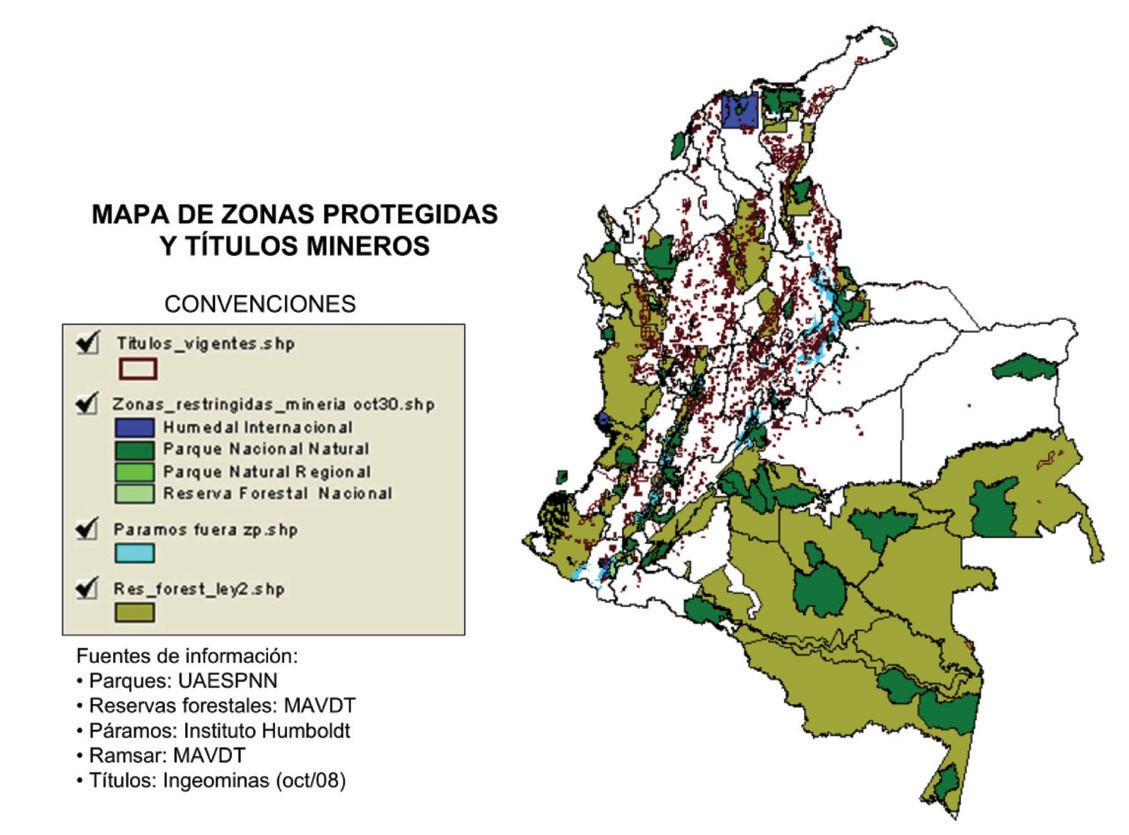 MAPA DE ZONAS PROTEGIDAS
Y TÍTULOS MINEROS
CONVENCIONES
Titulos_vigentes.shp
Zonas_restringidas_mineria oct30.shp
Humedal Internacional
Parque Nacional Natural
Parque Natural Regional
Reserva Forestal Nacional
Paramos fuera zp.shp
Res_forest_ley2.shp
Fuentes de información:
• Parques: UAESPNN
• Reservas forestales: MAVDT
• Páramos: Instituto Humboldt
• Ramsar: MAVDT
• Títulos: Ingeominas (oct/08)